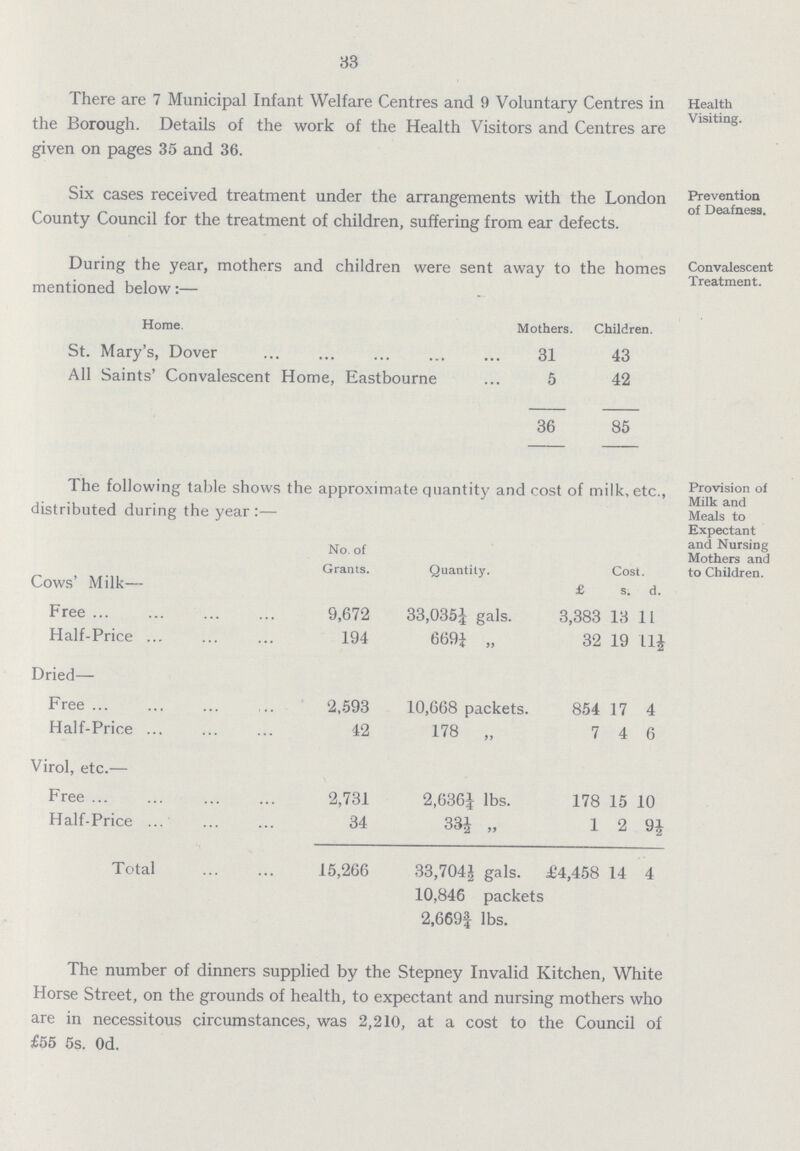 33
There are 7 Municipal Infant Welfare Centres and 9 Voluntary Centres in
the Borough. Details of the work of the Health Visitors and Centres are
given on pages 35 and 36.
Health
Visiting.
Six cases received treatment under the arrangements with the London
County Council for the treatment of children, suffering from ear defects.
Prevention
of Deafness.
During the year, mothers and children were sent away to the homes
mentioned below:—
Convalescent
Treatment.
Home. Mothers. Children.
St. Mary's, Dover ... ... ... ... ... 31 43
All Saints' Convalescent Home, Eastbourne ... 5 42
36 85
The following table shows the approximate quantity and cost of milk, etc.,
distributed during the year:—
Provision of
Milk and
Meals to
Expectant
and Nursing
Mothers and
to Children.
No. of
Grants. Quantity. Cost.
Cows' Milk— £ s. d.
Free ... ... ... ... 9,672 33,035¼ gals. 3,383 13 11
Half-Price ... ... ... 194 669¼ „ 32 19 11½
Dried—
Free ... ... ... ... 2,593 10,668 packets. 854 17 4
Half-Price ... ... ... 42 178 „ 7 4 6
Virol, etc.—
Free ... ... ... ... 2,731 2,636¼ lbs. 178 15 10
Half-Price ... ... ... 34 33½ „ 1 2 9½
Total ... ... 15,266 33,704½ gals. £4,458 14 4
10,846 packets
2,669¾ lbs.
The number of dinners supplied by the Stepney Invalid Kitchen, White
Horse Street, on the grounds of health, to expectant and nursing mothers who
are in necessitous circumstances, was 2,210, at a cost to the Council of
£55 5s. 0d.